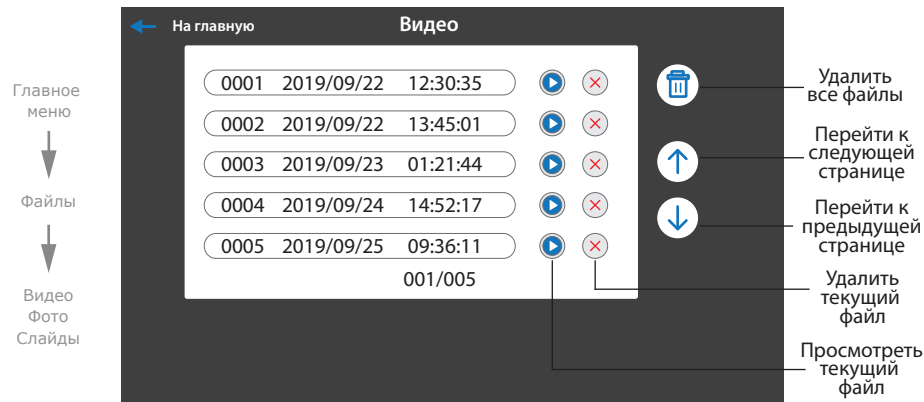 На главную
Видео
0001 2019/09/22 12:30:35
0002 2019/09/22 13:45:01
0003 2019/09/23 01:21:44
0004 2019/09/24 14:52:17
0005 2019/09/25 09:36:11
001/005
Главное
меню
Файлы
Видео
Фото
Слайды
Удалить
все файлы
Перейти к
следующей
странице
Перейти к
предыдущей
странице
Удалить
текущий
файл
Просмотреть
текущий
файл